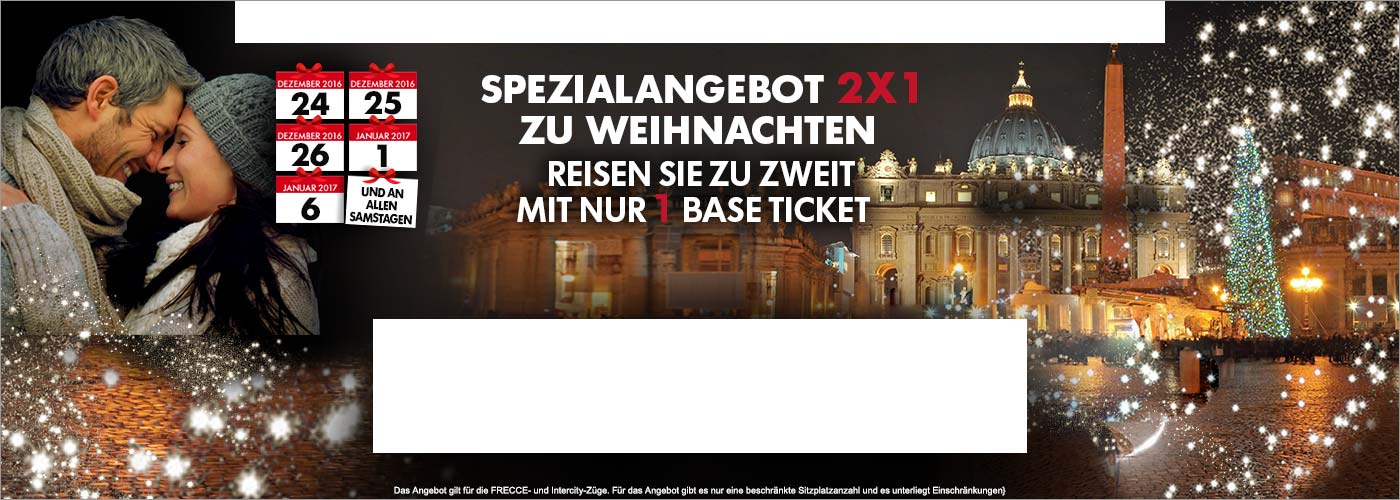 DEZEMBER 2016
24
DEZEMBER 2016
25
DEZEMBER 2016
26
JANUAR 2017
1
JANUAR 2017
6
UND AN
ALLEN
SAMSTAGEN
SPEZIALANGEBOT 2X1
ZU WEIHNACHTEN
REISEN SIE ZU ZWEIT
MIT NUR 1 BASE TICKET
Das Angebot gilt für die FRECCE- und Intercity-Züge. Für das Angebot gibt es nur eine beschränkte Sitzplatzanzahl und es unterliegt Einschränkungen}